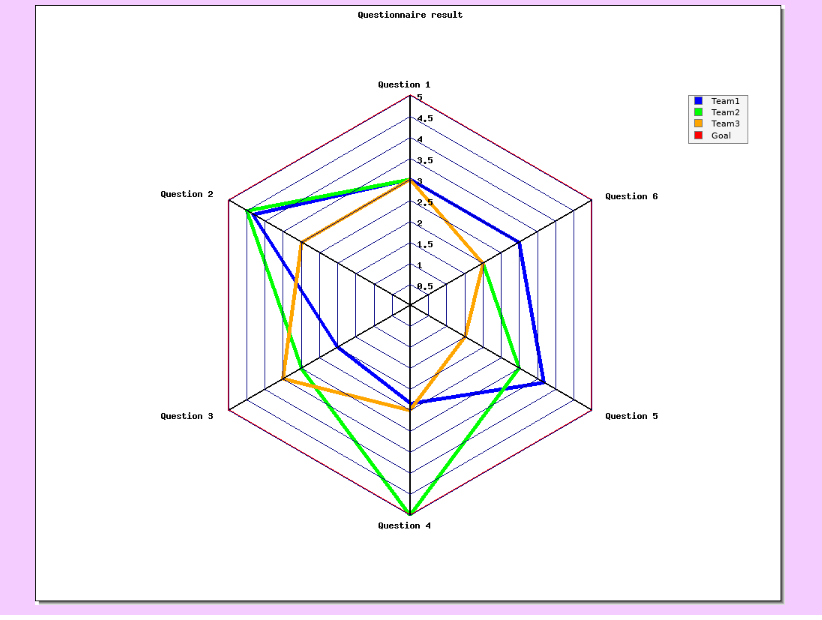 Questionnaire result
Question 1
5
4.5
4
3.5
3
2.5
2
1.5
1
0.5
Team1
Team2
Team3
Goal
Question 2
Question 6
Question 3
Question 5
Question 4